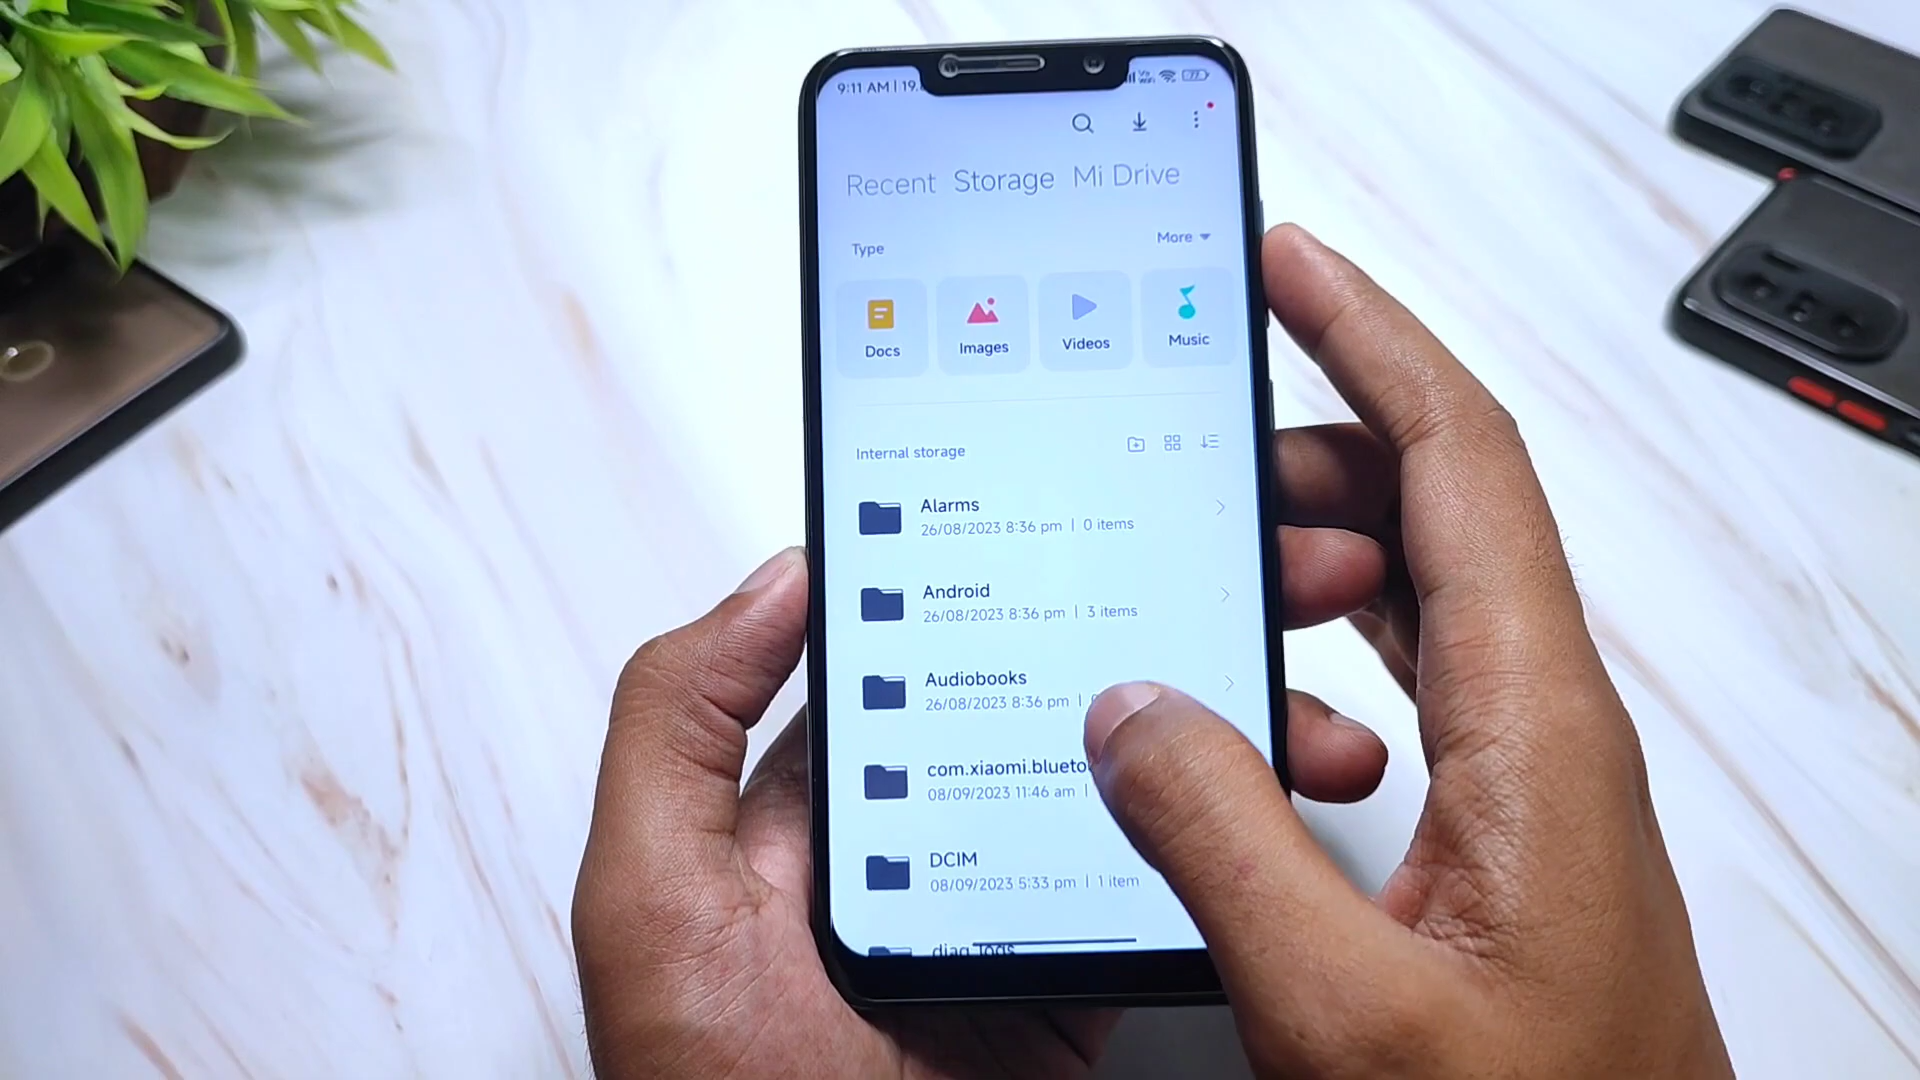 9:11 AM | 19.
77
Recent Storage Mi Drive
Type
More
Docs
Images
Videos
Music
Internal storage
Alarms
26/08/2023 8:36 pm | 0 items
Android
26/08/2023 8:36 pm | 3 items
Audiobooks
26/08/2023 8:36 pm |
com.xiaomi.blueto
08/09/2023 11:46 am |
DCIM
08/09/2023 5:33 pm | 1 item